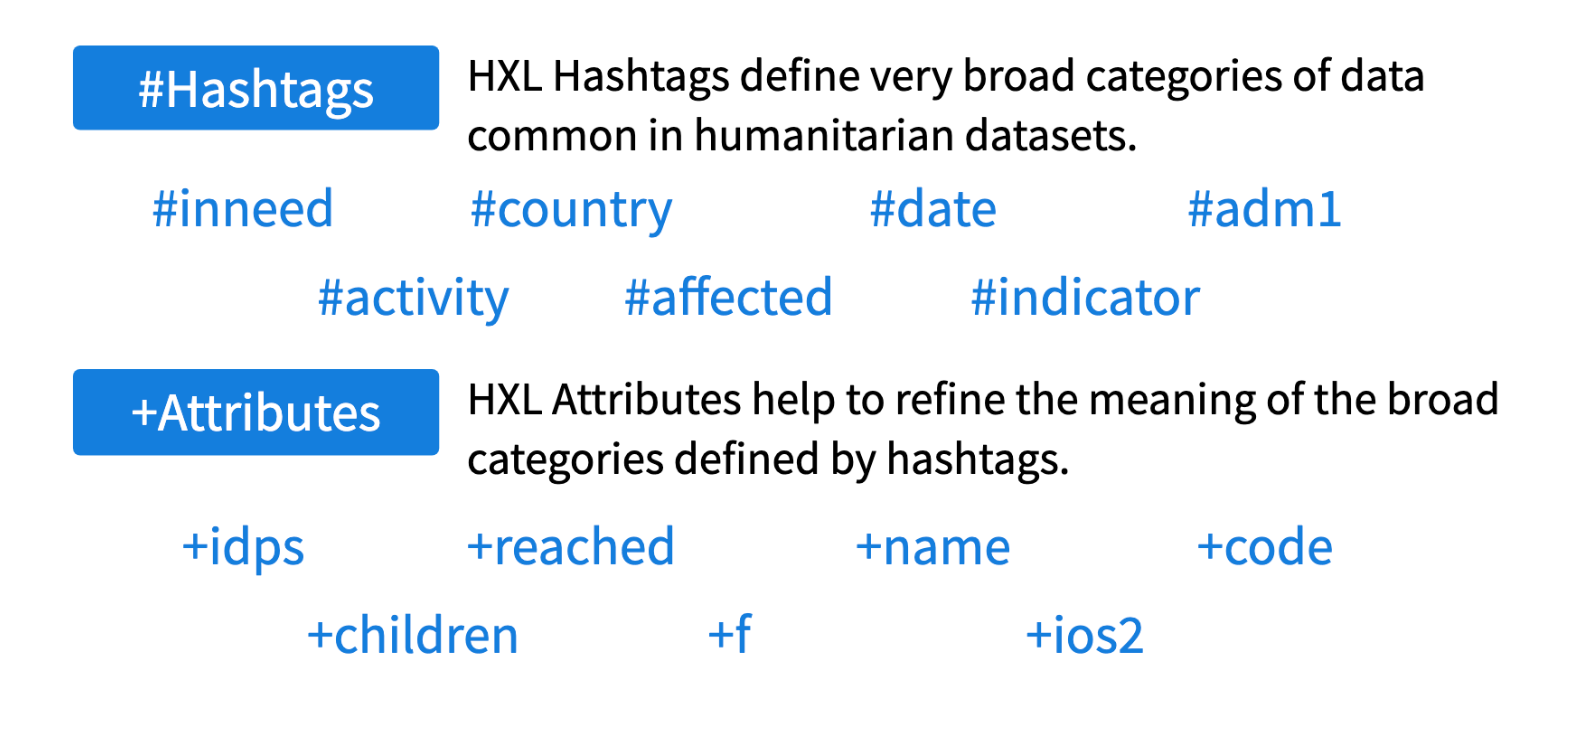 #Hashtags
HXL Hashtags define very broad categories of data
common in humanitarian datasets.
#inneed #country #date #adm1
#activity #affected #indicator
+Attributes
HXL Attributes help to refine the meaning of the broad
categories defined by hashtags.
+idps +reached +name +code
+children +f +ios2